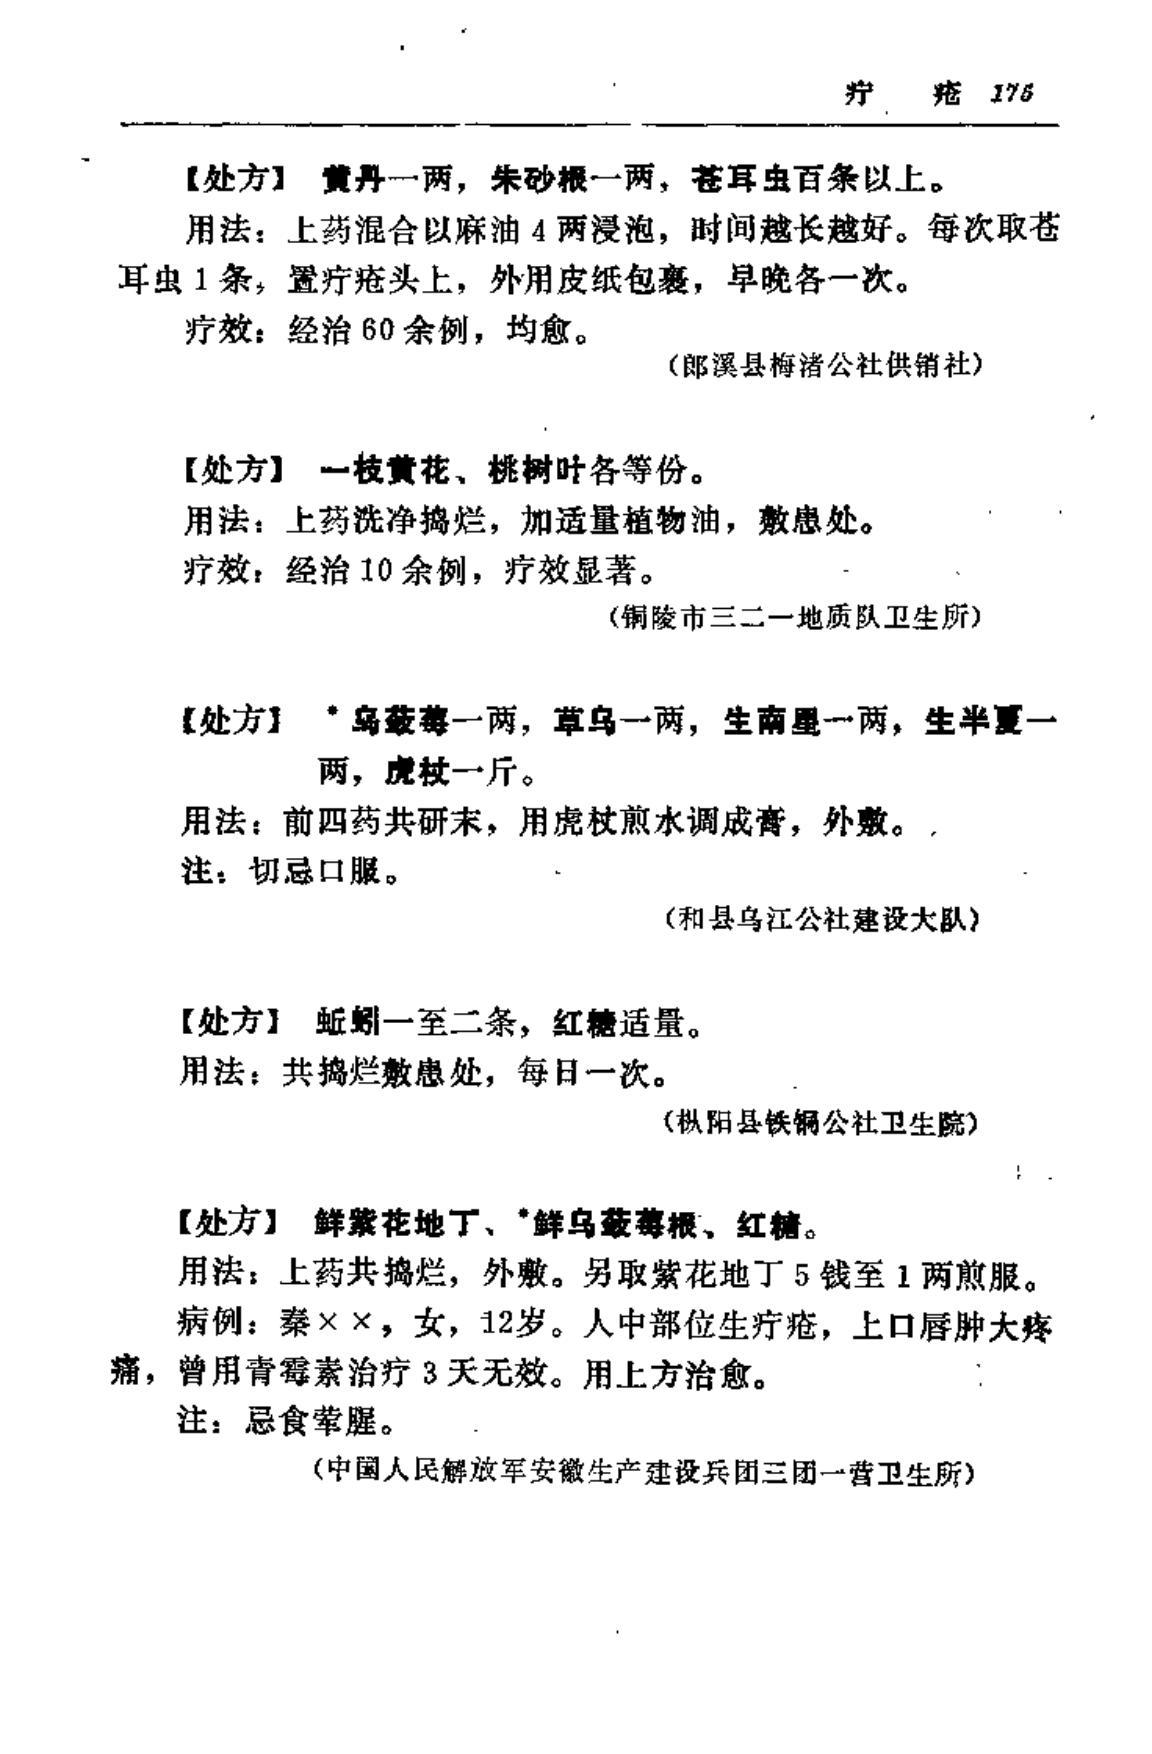 疔 疮 175
【处方】 黄丹一两，朱砂根一两，苍耳虫百条以上。
用法：上药混合以麻油4两浸泡，时间越长越好。每次取苍
耳虫1条，置疔疮头上，外用皮纸包裹，早晚各一次。
疗效：经治60余例，均愈。
（郎溪县梅渚公社供销社）
【处方】 一枝黄花、桃树叶各等份。
用法：上药洗净捣烂，加适量植物油，敷患处。
疗效：经治10余例，疗效显著。
（铜陵市三二一地质队卫生所）
【处方】 *乌蔹莓一两，草乌一两，生南星一两，生半夏一
两，虎杖一斤。
用法：前四药共研末，用虎杖煎水调成膏，外敷。
注：切忌口服。
（和县乌江公社建设大队）
【处方】 蚯蚓一至二条，红糖适量。
用法：共捣烂敷患处，每日一次。
（枞阳县铁铜公社卫生院）
【处方】 鲜紫花地丁、*鲜乌蔹莓根、红糖。
用法：上药共捣烂，外敷。另取紫花地丁5钱至1两煎服。
病例：秦××，女，12岁。人中部位生疔疮，上口唇肿大疼
痛，曾用青霉素治疗3天无效。用上方治愈。
注：忌食荤腥。
（中国人民解放军安徽生产建设兵团三团一营卫生所）